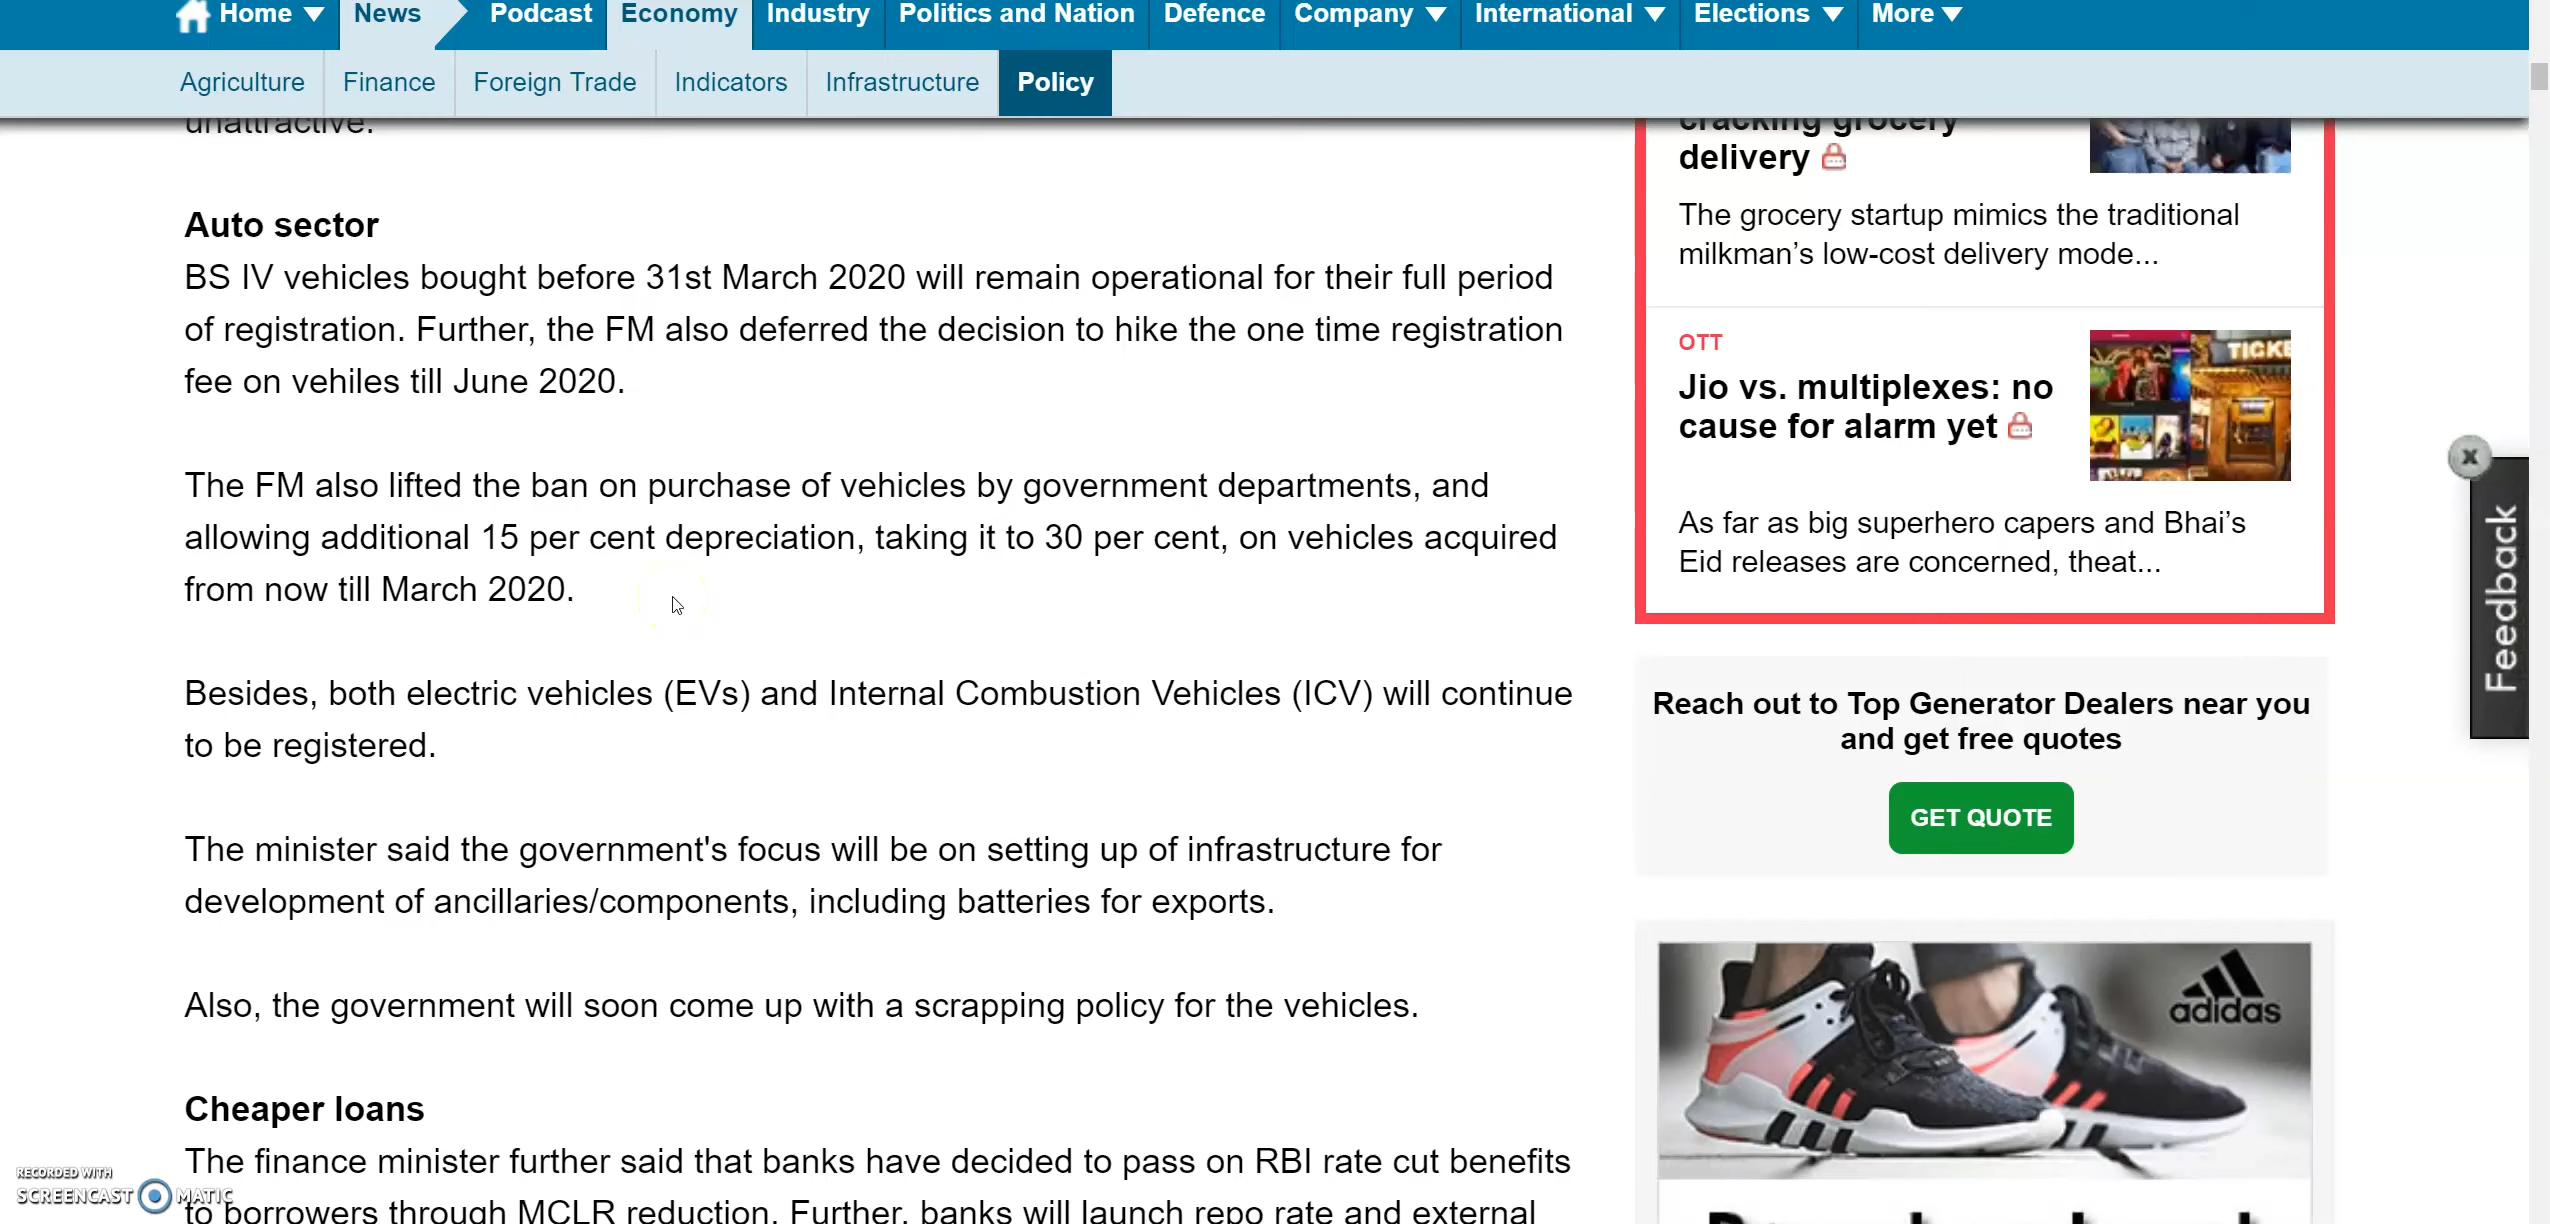 Home
News
Podcast
Economy
Industry
Politics and Nation
Defence
Company
International
Elections
More
Agriculture
Finance
Foreign Trade
Indicators
Infrastructure
Policy
unattractive.
Auto sector
BS IV vehicles bought before 31st March 2020 will remain operational for their full period
of registration. Further, the FM also deferred the decision to hike the one time registration
fee on vehiles till June 2020.
The FM also lifted the ban on purchase of vehicles by government departments, and
allowing additional 15 per cent depreciation, taking it to 30 per cent, on vehicles acquired
from now till March 2020.
Besides, both electric vehicles (EVs) and Internal Combustion Vehicles (ICV) will continue
to be registered.
The minister said the government's focus will be on setting up of infrastructure for
development of ancillaries/components, including batteries for exports.
Also, the government will soon come up with a scrapping policy for the vehicles.
Cheaper loans
The finance minister further said that banks have decided to pass on RBI rate cut benefits
to borrowers through MCLR reduction. Further, banks will launch repo rate and external
cracking grocery
delivery
The grocery startup mimics the traditional
milkman’s low-cost delivery mode...
OTT
Jio vs. multiplexes: no
cause for alarm yet
TICKE
As far as big superhero capers and Bhai’s
Eid releases are concerned, theat...
x
Feedback
Reach out to Top Generator Dealers near you
and get free quotes
GET QUOTE
adidas
RECORDED WITH
SCREENCAST MATIC